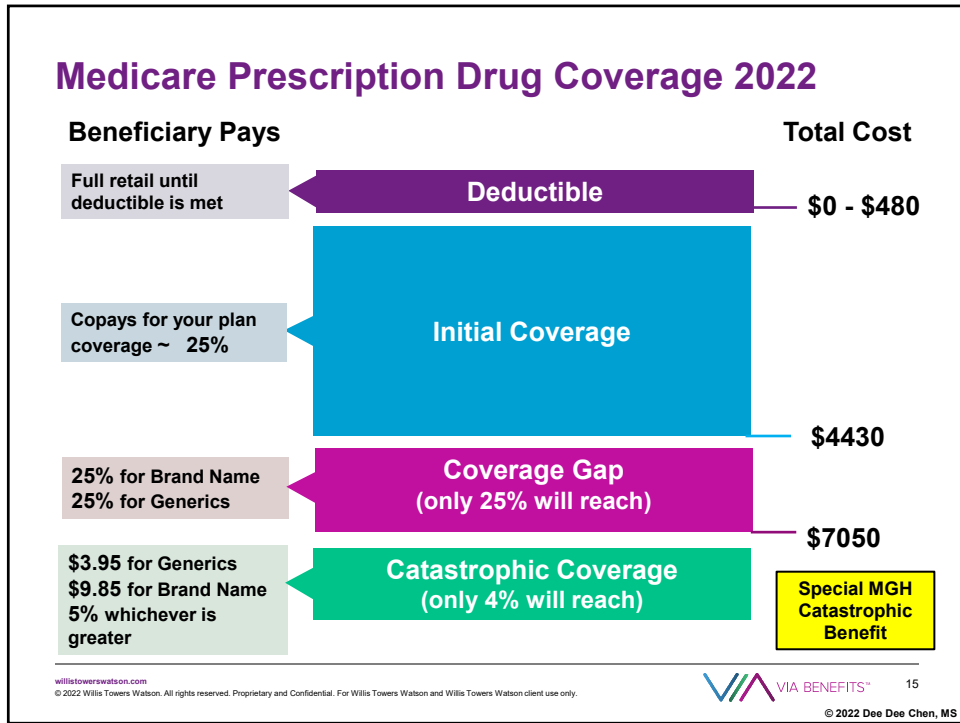 Medicare Prescription Drug Coverage 2022
Beneficiary Pays
Total Cost
Full retail until
deductible is met
Deductible
$0 - $480
Copays for your plan
coverage ~ 25%
Initial Coverage
$4430
25% for Brand Name
25% for Generics
Coverage Gap
(only 25% will reach)
$7050
$3.95 for Generics
$9.85 for Brand Name
5% whichever is
greater
Catastrophic Coverage
(only 4% will reach)
Special MGH
Catastrophic
Benefit
willistowerswatson.com
© 2022 Willis Towers Watson. All rights reserved. Proprietary and Confidential. For Willis Towers Watson and Willis Towers Watson client use only.
VIA BENEFITS™
15
© 2022 Dee Dee Chen, MS